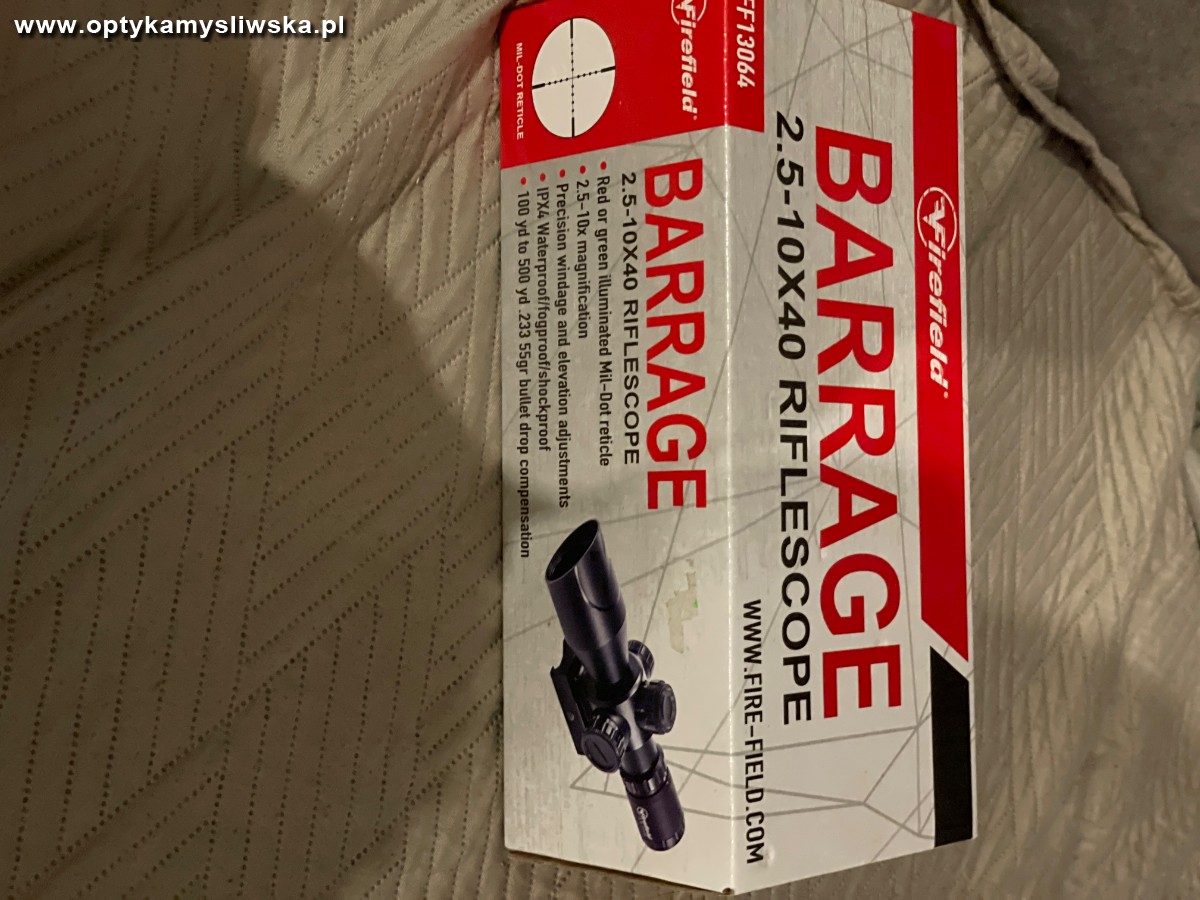 www.optykamysliwska.pl
Firefield®
BARRAGE
2.5-10X40 RIFLESCOPE
WWW.FIRE-FIELD.COM
FF13064
Firefield®
MIL-DOT RETICLE
BARRAGE
2.5-10X40 RIFLESCOPE
• Red or green illuminated Mil-Dot reticle
• 2.5-10x magnification
• Precision windage and elevation adjustments
• IPX4 Waterproof/fogproof/shockproof
• 100 yd to 500 yd .233 55gr bullet drop compensation
Firefield